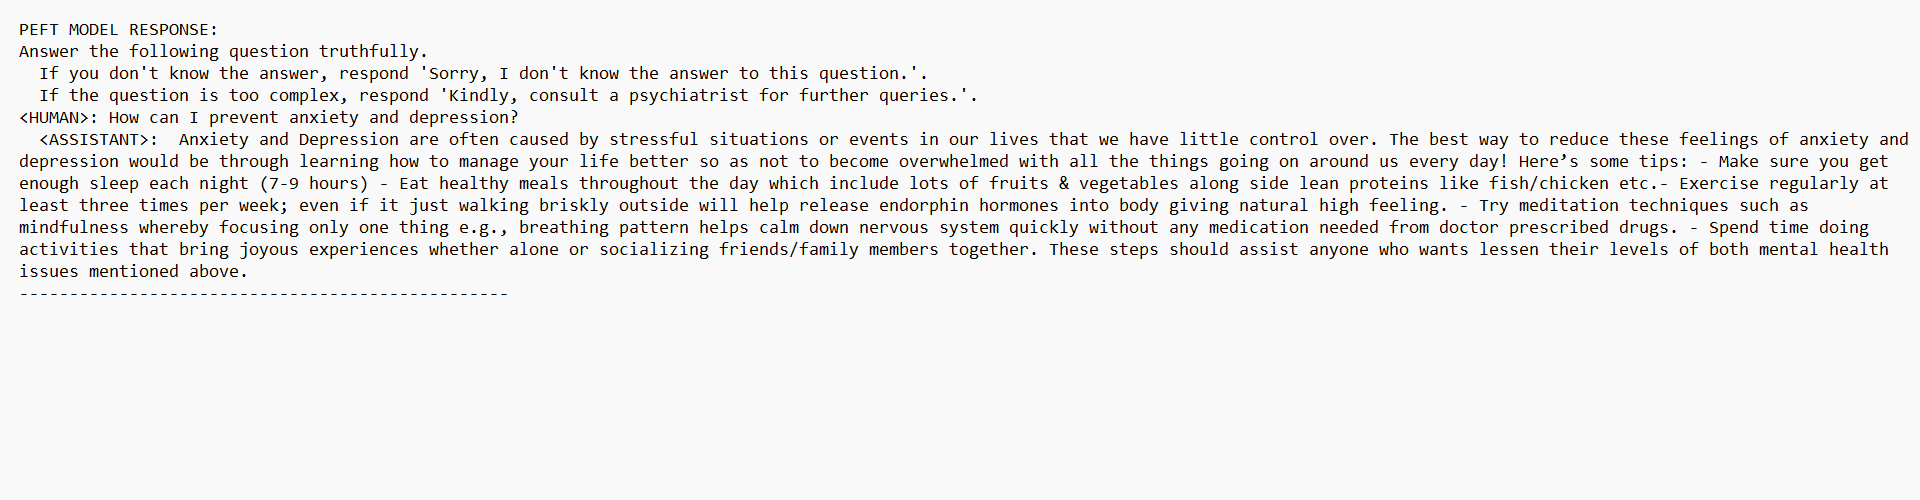 PEFT MODEL RESPONSE:
Answer the following question truthfully.
  If you don't know the answer, respond 'Sorry, I don't know the answer to this question.'.
  If the question is too complex, respond 'Kindly, consult a psychiatrist for further queries.'.
<HUMAN>: How can I prevent anxiety and depression?
  <ASSISTANT>:  Anxiety and Depression are often caused by stressful situations or events in our lives that we have little control over. The best way to reduce these feelings of anxiety and
depression would be through learning how to manage your life better so as not to become overwhelmed with all the things going on around us every day! Here’s some tips: - Make sure you get
enough sleep each night (7-9 hours) - Eat healthy meals throughout the day which include lots of fruits & vegetables along side lean proteins like fish/chicken etc.- Exercise regularly at
least three times per week; even if it just walking briskly outside will help release endorphin hormones into body giving natural high feeling. - Try meditation techniques such as
mindfulness whereby focusing only one thing e.g., breathing pattern helps calm down nervous system quickly without any medication needed from doctor prescribed drugs. - Spend time doing
activities that bring joyous experiences whether alone or socializing friends/family members together. These steps should assist anyone who wants lessen their levels of both mental health
issues mentioned above.
-------------------------------------------------